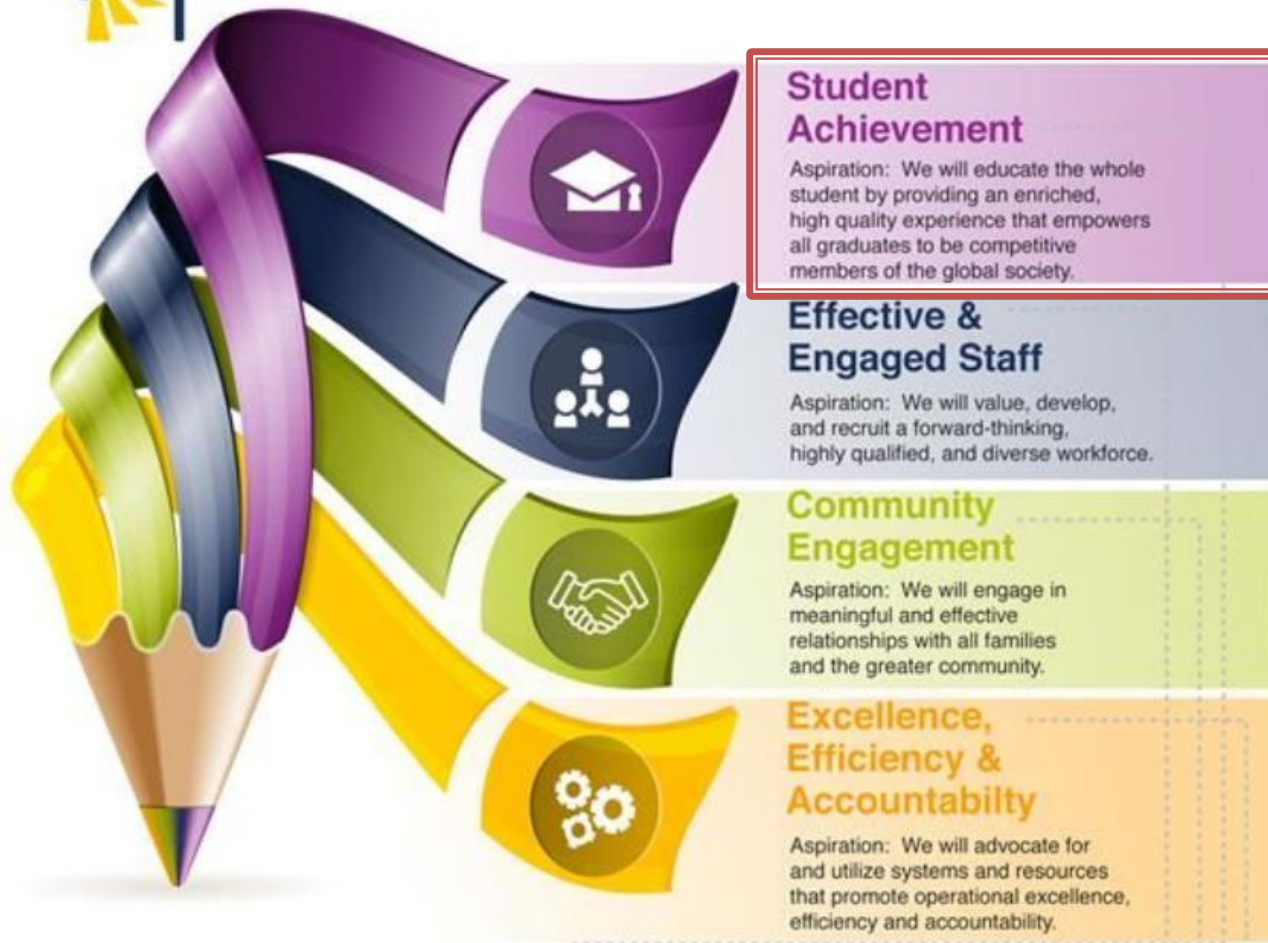 Student
Achievement
Aspiration: We will educate the whole
student by providing an enriched,
high quality experience that empowers
all graduates to be competitive
members of the global society.
Effective &
Engaged Staff
Aspiration: We will value, develop,
and recruit a forward-thinking,
highly qualified, and diverse workforce.
Community
Engagement
Aspiration: We will engage in
meaningful and effective
relationships with all families
and the greater community.
Excellence,
Efficiency &
Accountabilty
Aspiration: We will advocate for
and utilize systems and resources
that promote operational excellence,
efficiency and accountability.